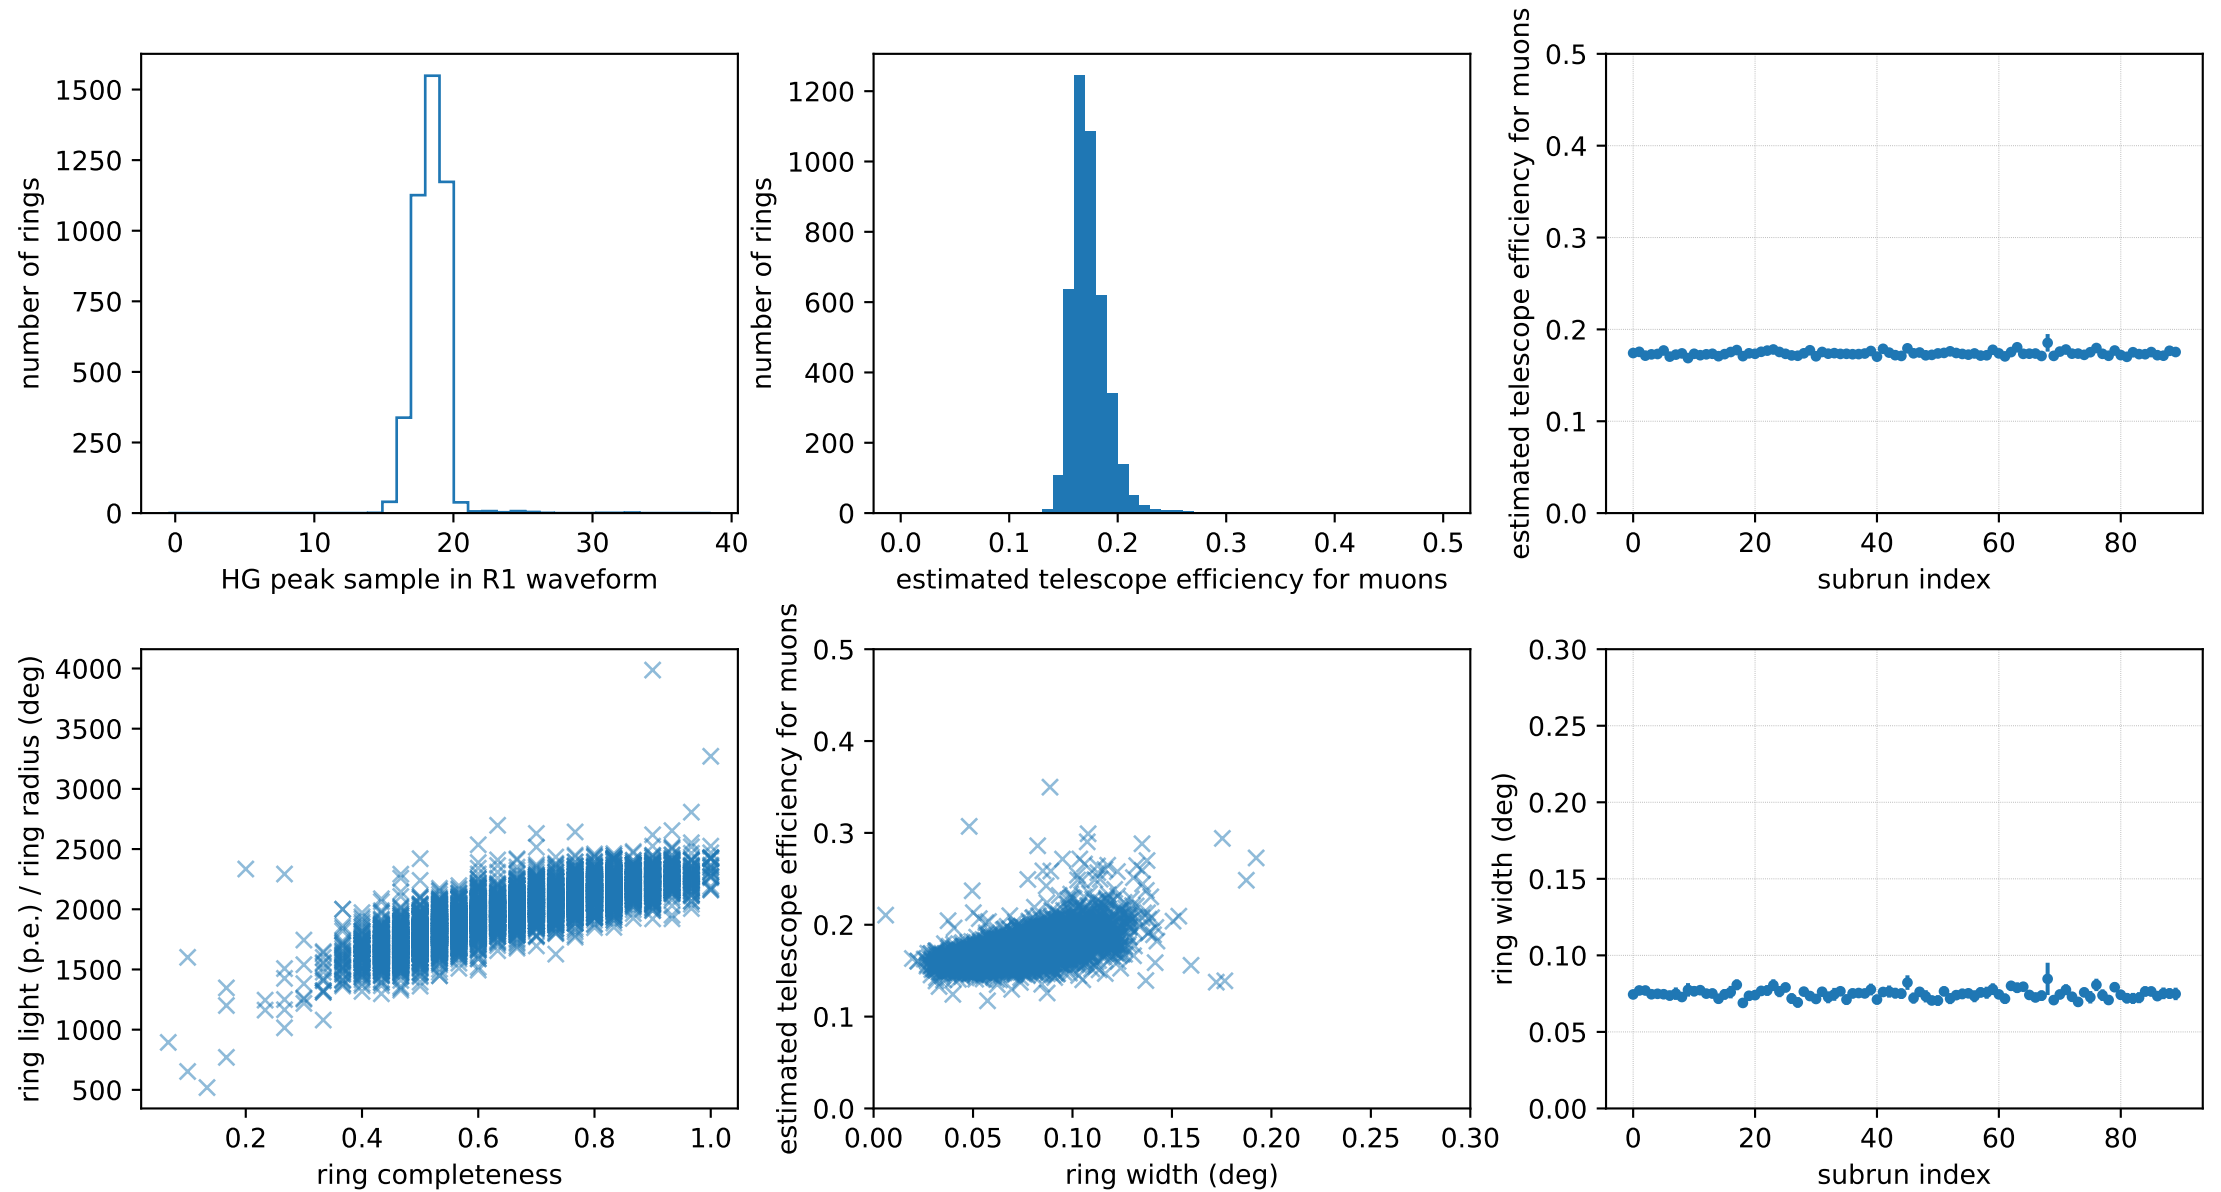 number of rings
1500
1250
1000
750
500
250
0
0 10 20 30 40
HG peak sample in R1 waveform
number of rings
1200
1000
800
600
400
200
0
0.0 0.1 0.2 0.3 0.4 0.5
estimated telescope efficiency for muons
estimated telescope efficiency for muons
0.5
0.4
0.3
0.2
0.1
0.0
0 20 40 60 80
subrun index
ring light (p.e.) / ring radius (deg)
4000
3500
3000
2500
2000
1500
1000
500
0.2 0.4 0.6 0.8 1.0
ring completeness
estimated telescope efficiency for muons
0.5
0.4
0.3
0.2
0.1
0.0
0.00 0.05 0.10 0.15 0.20 0.25 0.30
ring width (deg)
ring width (deg)
0.30
0.25
0.20
0.15
0.10
0.05
0.00
0 20 40 60 80
subrun index